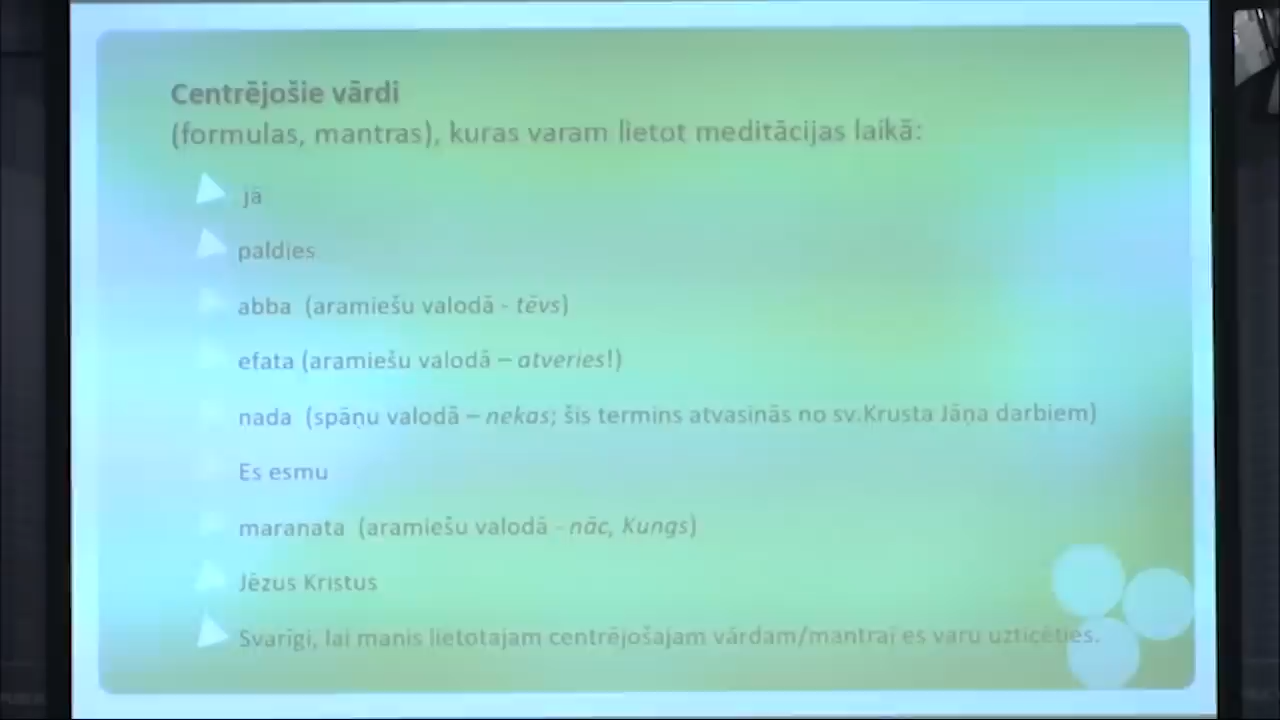 Centrējošie vārdi
(formulas, mantras), kuras varam lietot meditācijas laikā:
jā
paldies
abba (aramiešu valodā - tēvs)
efata (aramiešu valodā – atveries!)
nada (spāņu valodā – nekas; šis termins atvasinās no sv.Krusta Jāņa darbiem)
Es esmu
maranata (aramiešu valodā - nāc, Kungs)
Jēzus Kristus
Svarīgi, lai manis lietotajam centrējošajam vārdam/mantrai es varu uzticēties.